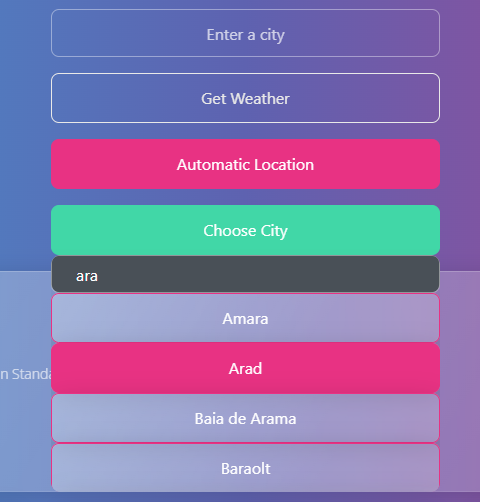 Enter a city
Get Weather
Automatic Location
Choose City
ara
Amara
n Standa
Arad
Baia de Arama
Baraolt